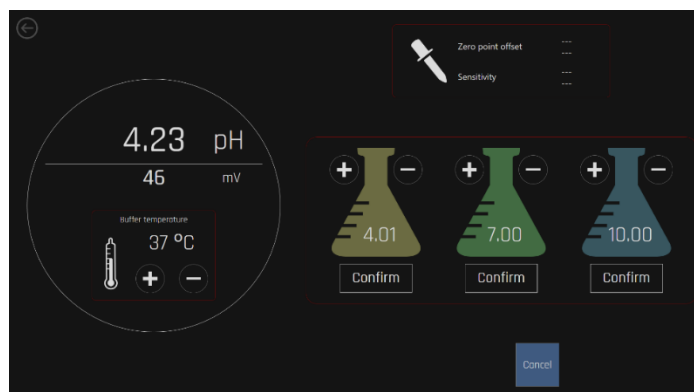 Zero point offset
---
---
Sensitivity
---
---
4.23 pH
46 mV
Buffer temperature
37 °C
+ −
+ − + − + −
4.01 7.00 10.00
Confirm Confirm Confirm
Cancel